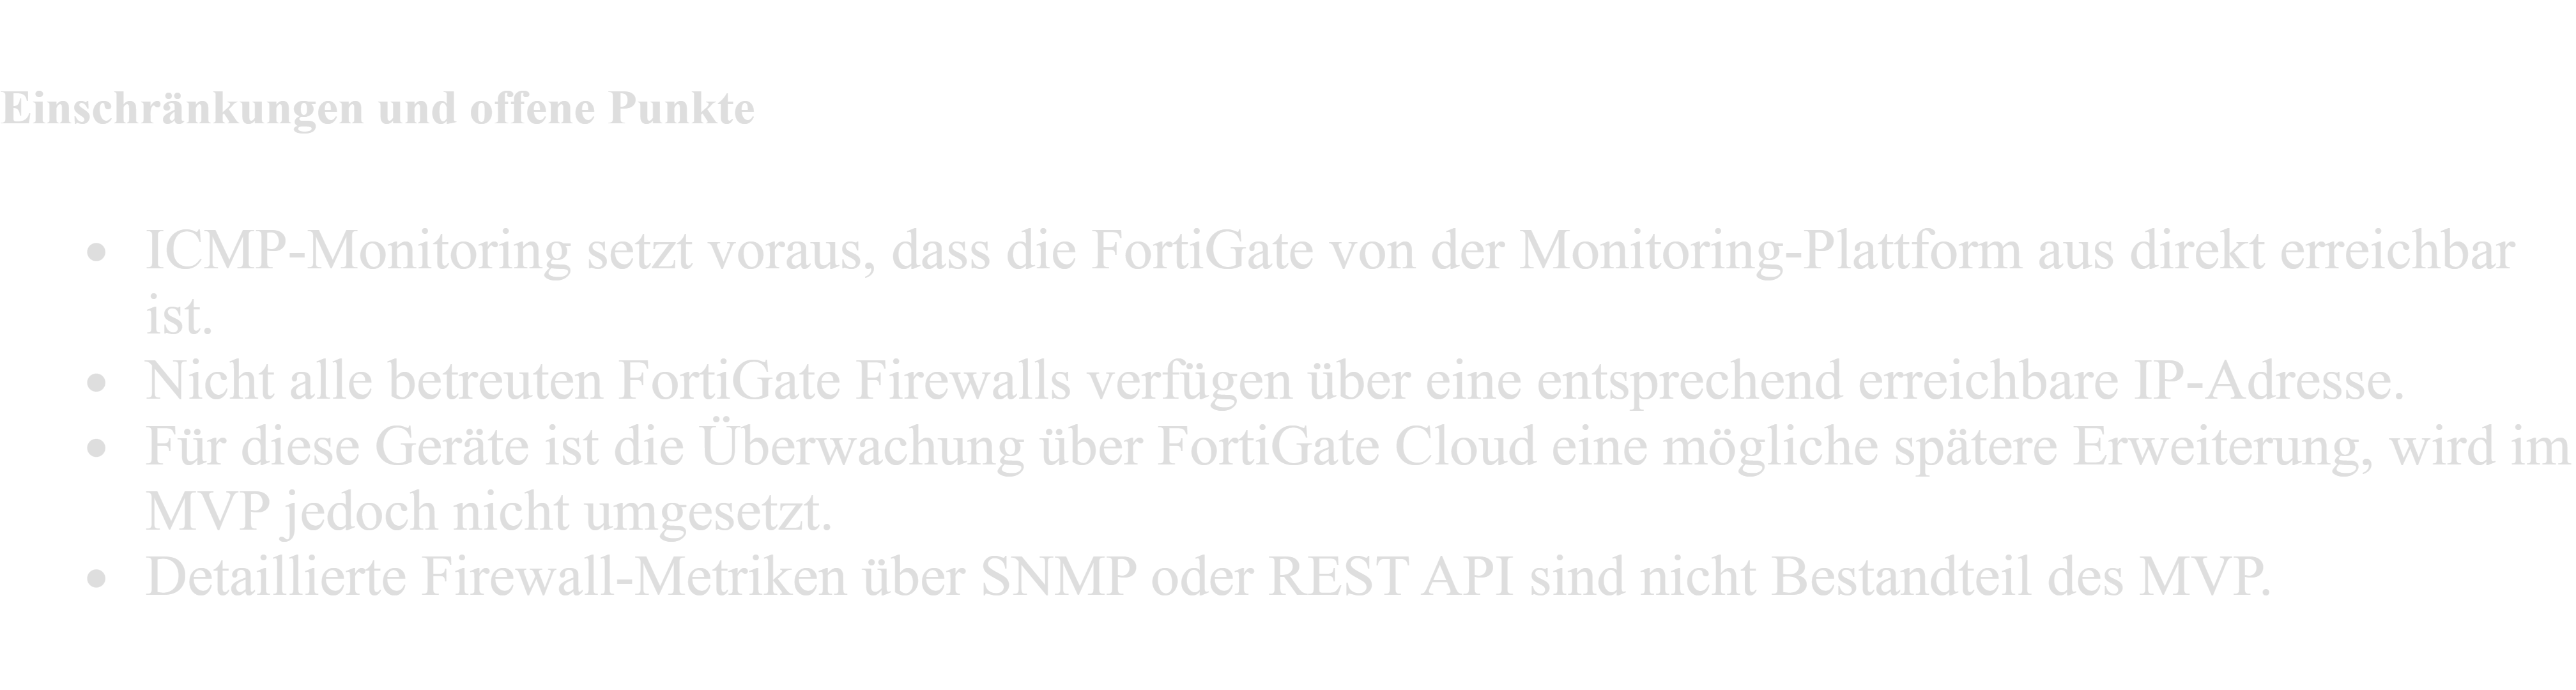 Einschränkungen und offene Punkte
• ICMP-Monitoring setzt voraus, dass die FortiGate von der Monitoring-Plattform aus direkt erreichbar
ist.
• Nicht alle betreuten FortiGate Firewalls verfügen über eine entsprechend erreichbare IP-Adresse.
• Für diese Geräte ist die Überwachung über FortiGate Cloud eine mögliche spätere Erweiterung, wird im
MVP jedoch nicht umgesetzt.
• Detaillierte Firewall-Metriken über SNMP oder REST API sind nicht Bestandteil des MVP.